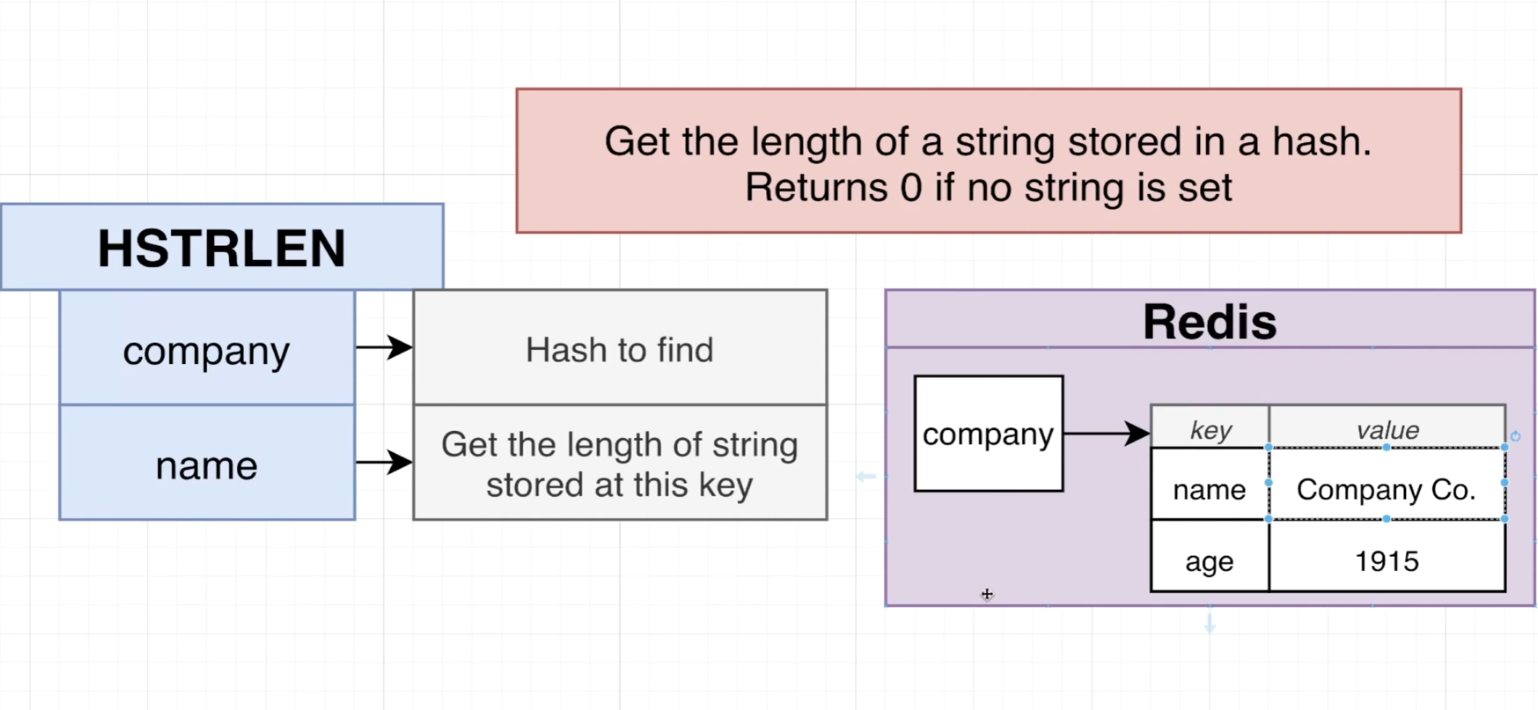 Get the length of a string stored in a hash.
Returns 0 if no string is set
HSTRLEN
company
Hash to find
name
Get the length of string
stored at this key
Redis
company
key
value
name
Company Co.
age
1915